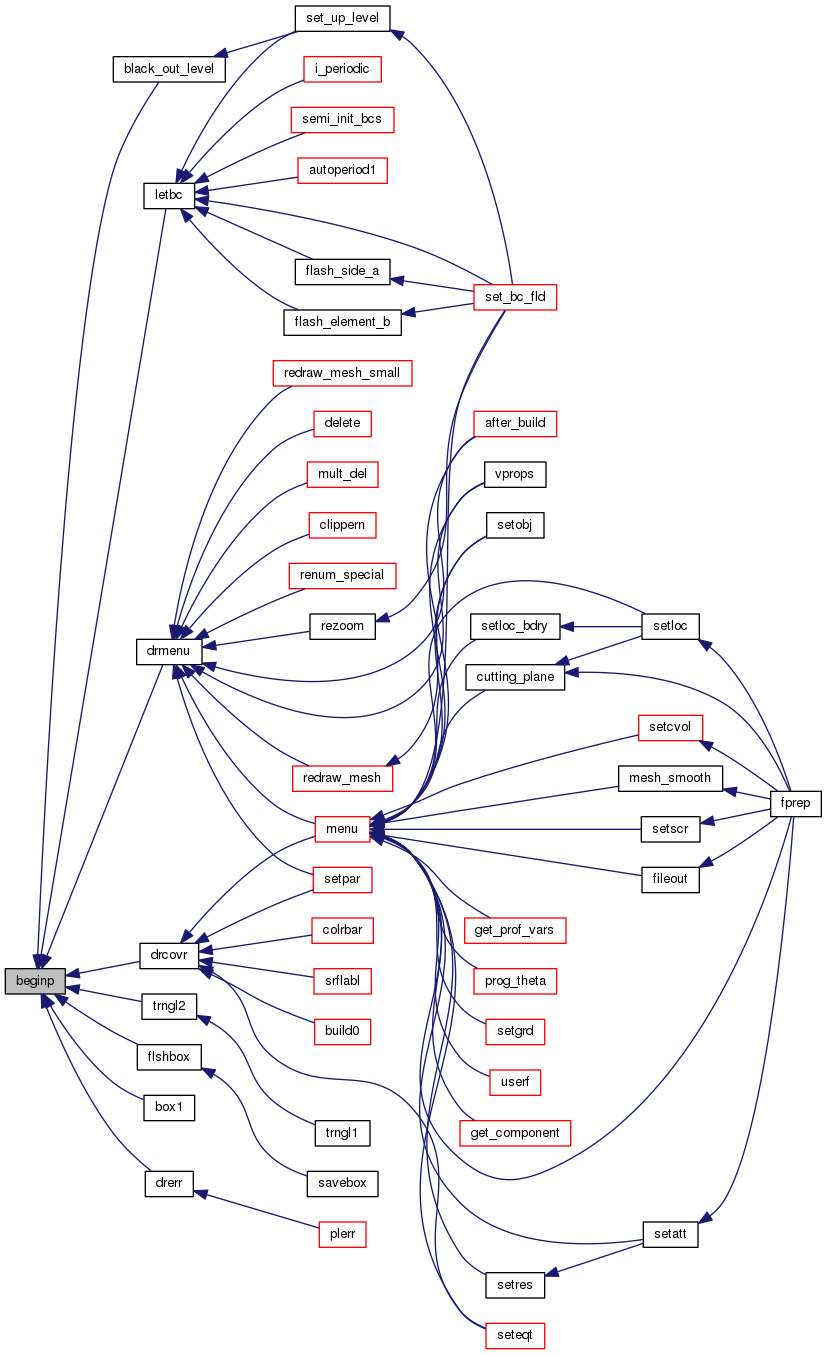 set_up_level
black_out_level
i_periodic
semi_init_bcs
autoperiod1
letbc
flash_side_a
set_bc_fld
flash_element_b
redraw_mesh_small
delete
after_build
mult_del
vprops
clippern
setobj
renum_special
rezoom
setloc_bdry
setloc
drmenu
cutting_plane
setcvol
redraw_mesh
mesh_smooth
fprep
menu
setscr
setpar
fileout
colrbar
get_prof_vars
drcovr
beginp
srflabl
prog_theta
trngl2
build0
setgrd
flshbox
userf
box1
trngl1
get_component
drerr
savebox
plerr
setatt
setres
seteqt